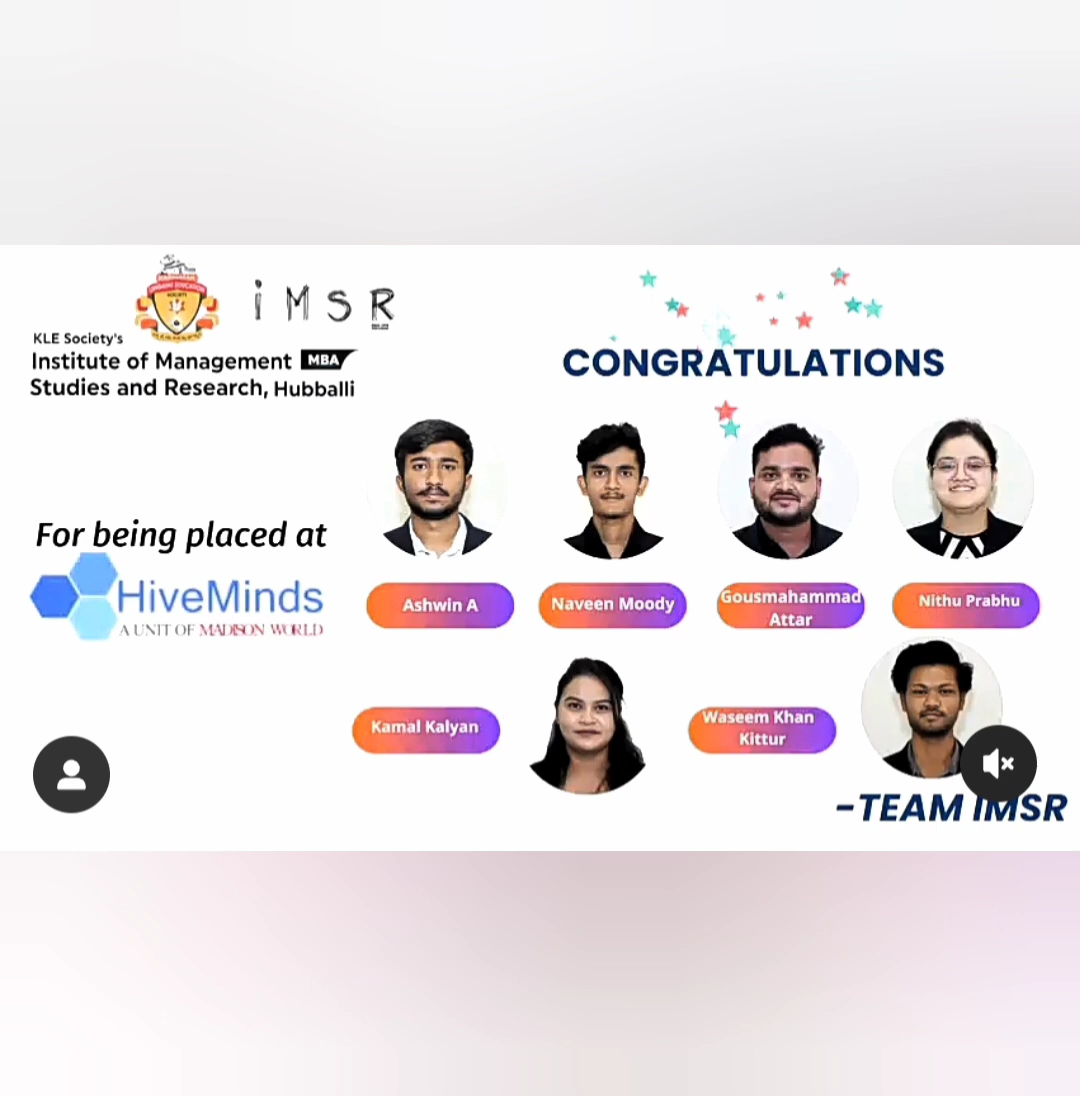 iMSR
KLE Society's
Institute of Management MBA
Studies and Research, Hubballi
CONGRATULATIONS
For being placed at
HiveMinds
A UNIT OF MADISON WORLD
Ashwin A
Naveen Moody
Gousmahammad
Attar
Nithu Prabhu
Kamal Kalyan
Waseem Khan
Kittur
-TEAM IMSR